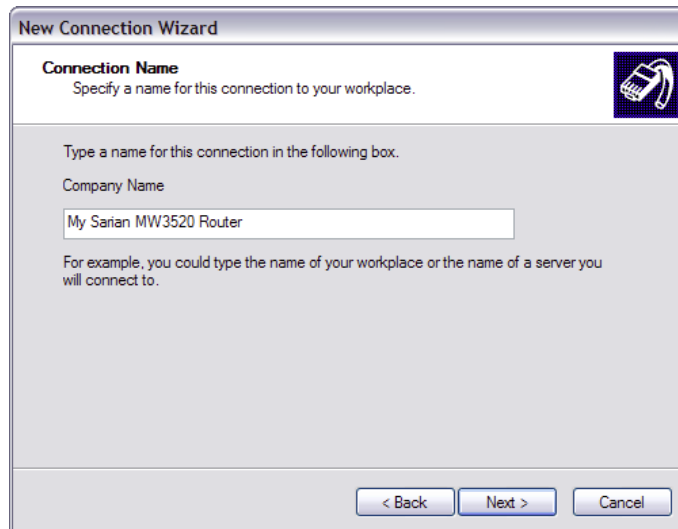 New Connection Wizard
Connection Name
Specify a name for this connection to your workplace.
Type a name for this connection in the following box.
Company Name
My Sarian MW3520 Router
For example, you could type the name of your workplace or the name of a server you
will connect to.
< Back
Next >
Cancel